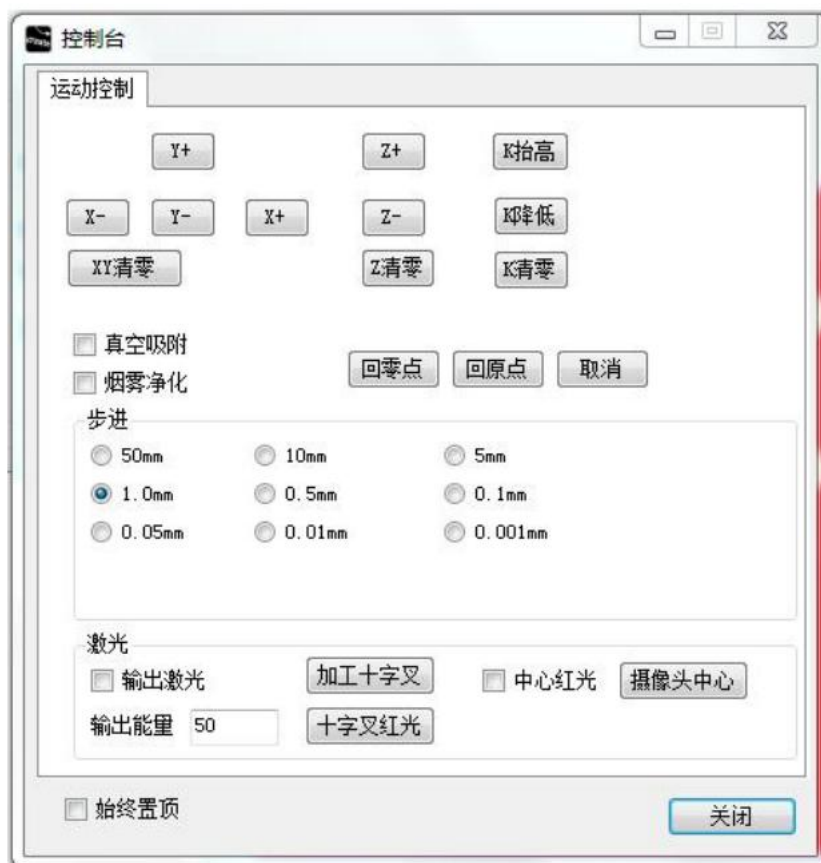 控制台
运动控制
Y+ Z+ K抬高
X- Y- X+ Z- K降低
XY清零 Z清零 K清零
真空吸附
烟雾净化
回零点 回原点 取消
步进
50mm 10mm 5mm
1.0mm 0.5mm 0.1mm
0.05mm 0.01mm 0.001mm
激光
输出激光 加工十字叉 中心红光 摄像头中心
输出能量 50 十字叉红光
始终置顶 关闭